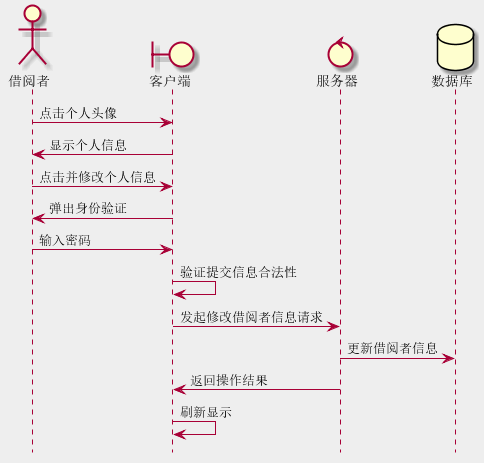 借阅者 客户端 服务器 数据库
点击个人头像
显示个人信息
点击并修改个人信息
弹出身份验证
输入密码
验证提交信息合法性
发起修改借阅者信息请求
更新借阅者信息
返回操作结果
刷新显示